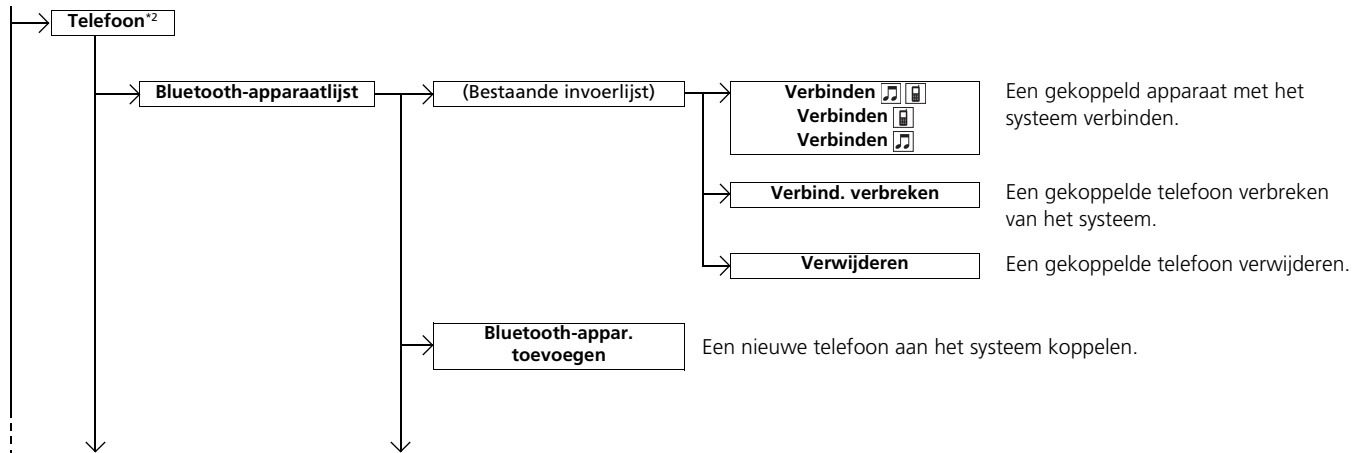 Telefoon*2
Bluetooth-apparaatlijst
(Bestaande invoerlijst)
Verbinden
Verbinden
Verbinden
Een gekoppeld apparaat met het
systeem verbinden.
Verbind. verbreken
Een gekoppelde telefoon verbreken
van het systeem.
Verwijderen
Een gekoppelde telefoon verwijderen.
Bluetooth-appar.
toevoegen
Een nieuwe telefoon aan het systeem koppelen.